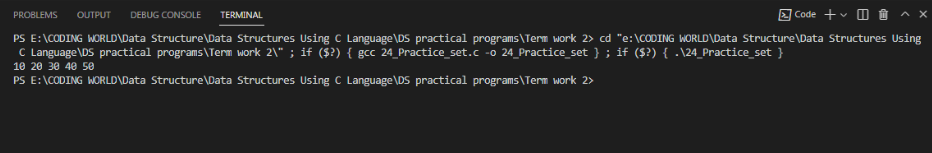 PROBLEMS OUTPUT DEBUG CONSOLE TERMINAL Code
PS E:\CODING WORLD\Data Structure\Data Structures Using C Language\DS practical programs\Term work 2> cd "e:\CODING WORLD\Data Structure\Data Structures Using
C Language\DS practical programs\Term work 2\" ; if ($?) { gcc 24_Practice_set.c -o 24_Practice_set } ; if ($?) { .\24_Practice_set }
10 20 30 40 50
PS E:\CODING WORLD\Data Structure\Data Structures Using C Language\DS practical programs\Term work 2>